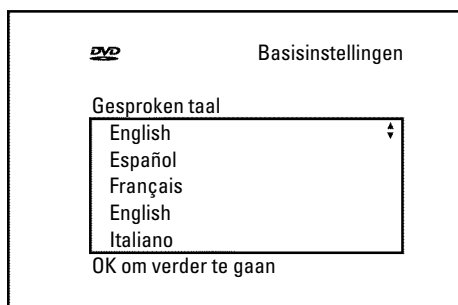 DVD Basisinstellingen
Gesproken taal
English
Español
Français
English
Italiano
OK om verder te gaan